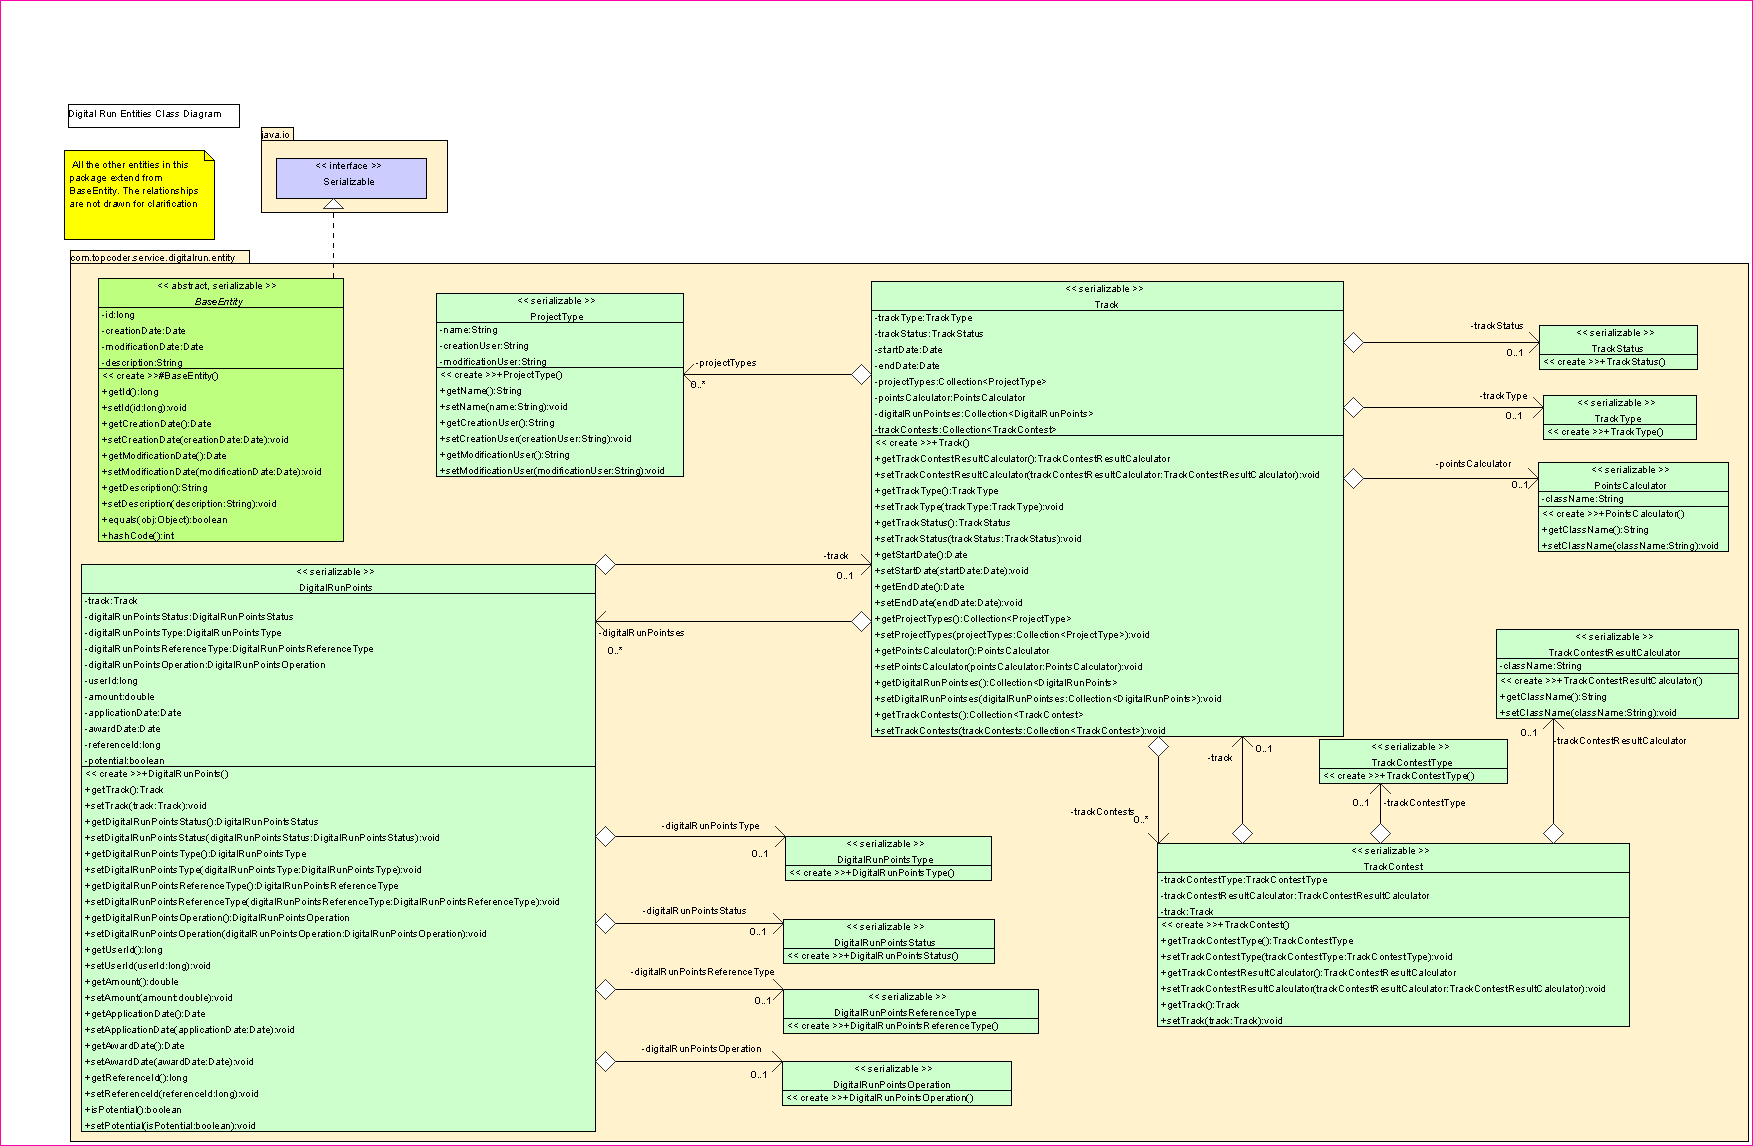 Digital Run Entities Class Diagram
All the other entities in this
package extend from
BaseEntity. The relationships
are not drawn for clarification
java.io
<< interface >>
Serializable
com.topcoder.service.digitalrun.entity
<< abstract, serializable >>
BaseEntity
-id:long
-creationDate:Date
-modificationDate:Date
-description:String
<< create >>#BaseEntity()
+getId():long
+setId(id:long):void
+getCreationDate():Date
+setCreationDate(creationDate:Date):void
+getModificationDate():Date
+setModificationDate(modificationDate:Date):void
+getDescription():String
+setDescription(description:String):void
+equals(obj:Object):boolean
+hashCode():int
<< serializable >>
ProjectType
-name:String
-creationUser:String
-modificationUser:String
<< create >>+ProjectType()
+getName():String
+setName(name:String):void
+getCreationUser():String
+setCreationUser(creationUser:String):void
+getModificationUser():String
+setModificationUser(modificationUser:String):void
-projectTypes
0..*
<< serializable >>
Track
-trackType:TrackType
-trackStatus:TrackStatus
-startDate:Date
-endDate:Date
-projectTypes:Collection<ProjectType>
-pointsCalculator:PointsCalculator
-digitalRunPointses:Collection<DigitalRunPoints>
-trackContests:Collection<TrackContest>
<< create >>+Track()
+getTrackContestResultCalculator():TrackContestResultCalculator
+setTrackContestResultCalculator(trackContestResultCalculator:TrackContestResultCalculator):void
+getTrackType():TrackType
+setTrackType(trackType:TrackType):void
+getTrackStatus():TrackStatus
+setTrackStatus(trackStatus:TrackStatus):void
+getStartDate():Date
+setStartDate(startDate:Date):void
+getEndDate():Date
+setEndDate(endDate:Date):void
+getProjectTypes():Collection<ProjectType>
+setProjectTypes(projectTypes:Collection<ProjectType>):void
+getPointsCalculator():PointsCalculator
+setPointsCalculator(pointsCalculator:PointsCalculator):void
+getDigitalRunPointses():Collection<DigitalRunPoints>
+setDigitalRunPointses(digitalRunPointses:Collection<DigitalRunPoints>):void
+getTrackContests():Collection<TrackContest>
+setTrackContests(trackContests:Collection<TrackContest>):void
-trackStatus
0..1
<< serializable >>
TrackStatus
<< create >>+TrackStatus()
-trackType
0..1
<< serializable >>
TrackType
<< create >>+TrackType()
-pointsCalculator
0..1
<< serializable >>
PointsCalculator
-className:String
<< create >>+PointsCalculator()
+getClassName():String
+setClassName(className:String):void
-track
0..1
-digitalRunPointses
0..*
<< serializable >>
DigitalRunPoints
-track:Track
-digitalRunPointsStatus:DigitalRunPointsStatus
-digitalRunPointsType:DigitalRunPointsType
-digitalRunPointsReferenceType:DigitalRunPointsReferenceType
-digitalRunPointsOperation:DigitalRunPointsOperation
-userId:long
-amount:double
-applicationDate:Date
-awardDate:Date
-referenceId:long
-potential:boolean
<< create >>+DigitalRunPoints()
+getTrack():Track
+setTrack(track:Track):void
+getDigitalRunPointsStatus():DigitalRunPointsStatus
+setDigitalRunPointsStatus(digitalRunPointsStatus:DigitalRunPointsStatus):void
+getDigitalRunPointsType():DigitalRunPointsType
+setDigitalRunPointsType(digitalRunPointsType:DigitalRunPointsType):void
+getDigitalRunPointsReferenceType():DigitalRunPointsReferenceType
+setDigitalRunPointsReferenceType(digitalRunPointsReferenceType:DigitalRunPointsReferenceType):void
+getDigitalRunPointsOperation():DigitalRunPointsOperation
+setDigitalRunPointsOperation(digitalRunPointsOperation:DigitalRunPointsOperation):void
+getUserId():long
+setUserId(userId:long):void
+getAmount():double
+setAmount(amount:double):void
+getApplicationDate():Date
+setApplicationDate(applicationDate:Date):void
+getAwardDate():Date
+setAwardDate(awardDate:Date):void
+getReferenceId():long
+setReferenceId(referenceId:long):void
+isPotential():boolean
+setPotential(isPotential:boolean):void
-digitalRunPointsType
0..1
<< serializable >>
DigitalRunPointsType
<< create >>+DigitalRunPointsType()
-digitalRunPointsStatus
0..1
<< serializable >>
DigitalRunPointsStatus
<< create >>+DigitalRunPointsStatus()
-digitalRunPointsReferenceType
0..1
<< serializable >>
DigitalRunPointsReferenceType
<< create >>+DigitalRunPointsReferenceType()
-digitalRunPointsOperation
0..1
<< serializable >>
DigitalRunPointsOperation
<< create >>+DigitalRunPointsOperation()
<< serializable >>
TrackContestResultCalculator
-className:String
<< create >>+TrackContestResultCalculator()
+getClassName():String
+setClassName(className:String):void
0..1
-trackContestResultCalculator
<< serializable >>
TrackContestType
<< create >>+TrackContestType()
0..1
-trackContestType
0..1
-track
-trackContests
0..*
<< serializable >>
TrackContest
-trackContestType:TrackContestType
-trackContestResultCalculator:TrackContestResultCalculator
-track:Track
<< create >>+TrackContest()
+getTrackContestType():TrackContestType
+setTrackContestType(trackContestType:TrackContestType):void
+getTrackContestResultCalculator():TrackContestResultCalculator
+setTrackContestResultCalculator(trackContestResultCalculator:TrackContestResultCalculator):void
+getTrack():Track
+setTrack(track:Track):void